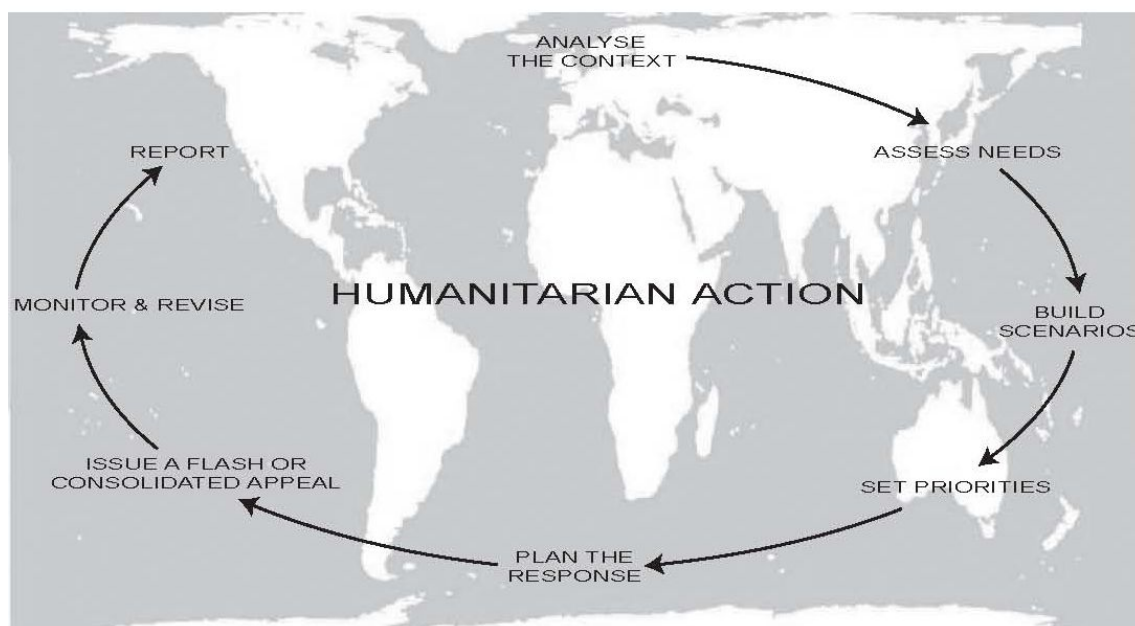 ANALYSE
THE CONTEXT
ASSESS NEEDS
BUILD
SCENARIOS
SET PRIORITIES
PLAN THE
RESPONSE
ISSUE A FLASH OR
CONSOLIDATED APPEAL
MONITOR & REVISE
REPORT
HUMANITARIAN ACTION